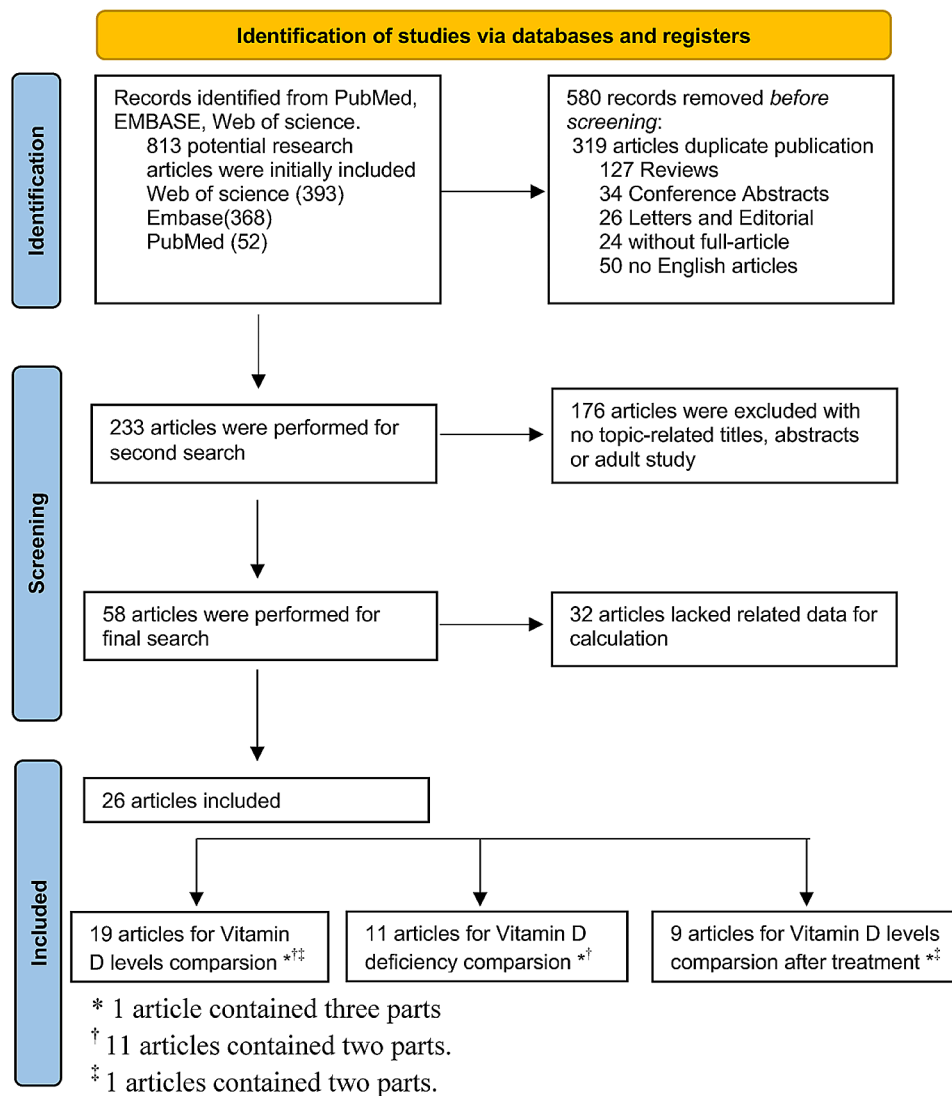 Identification of studies via databases and registers
Identification
Records identified from PubMed,
EMBASE, Web of science.
813 potential research
articles were initially included
Web of science (393)
Embase(368)
PubMed (52)
580 records removed before
screening:
319 articles duplicate publication
127 Reviews
34 Conference Abstracts
26 Letters and Editorial
24 without full-article
50 no English articles
Screening
233 articles were performed for
second search
176 articles were excluded with
no topic-related titles, abstracts
or adult study
58 articles were performed for
final search
32 articles lacked related data for
calculation
Included
26 articles included
19 articles for Vitamin
D levels comparsion *†‡
11 articles for Vitamin D
deficiency comparsion *†
9 articles for Vitamin D levels
comparsion after treatment *‡
* 1 article contained three parts
† 11 articles contained two parts.
‡ 1 articles contained two parts.